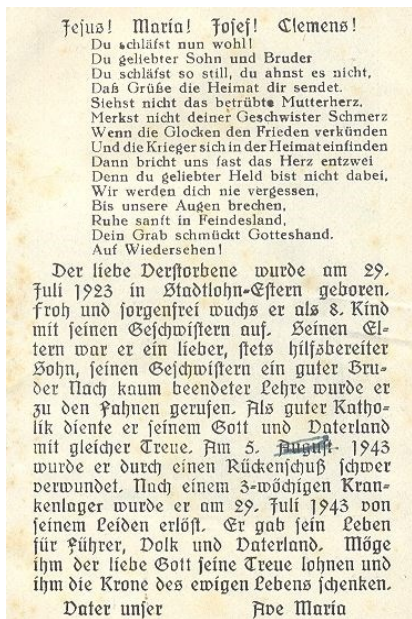 Jesus! Maria! Josef! Clemens!
Du schläfst nun wohl!
Du geliebter Sohn und Bruder
Du schläfst so still, du ahnst es nicht,
Daß Grüße die Heimat dir sendet.
Siehst nicht das betrübte Mutterherz,
Merkst nicht deiner Geschwister Schmerz
Wenn die Glocken den Frieden verkünden
Und die Krieger sich in der Heimat einfinden
Dann bricht uns fast das Herz entzwei
Denn du geliebter Held bist nicht dabei,
Wir werden dich nie vergessen,
Bis unsere Augen brechen,
Ruhe sanft in Feindesland,
Dein Grab schmückt Gotteshand.
Auf Wiedersehen!
Der liebe Verstorbene wurde am 29.
Juli 1923 in Stadtlohn-Estern geboren.
Froh und sorgenfrei wuchs er als 8. Kind
mit seinen Geschwistern auf. Seinen El-
tern war er ein lieber, stets hilfsbereiter
Sohn, seinen Geschwistern ein guter Bru-
der Nach kaum beendeter Lehre wurde er
zu den Fahnen gerufen. Als guter Katho-
lik diente er seinem Gott und Vaterland
mit gleicher Treue. Am 5. August 1943
wurde er durch einen Rückenschuß schwer
verwundet. Nach einem 3-wöchigen Kran-
kenlager wurde er am 29. Juli 1943 von
seinem Leiden erlöst. Er gab sein Leben
für Führer, Volk und Vaterland. Möge
ihm der liebe Gott seine Treue lohnen und
ihm die Krone des ewigen Lebens schenken.
Vater unser Ave Maria